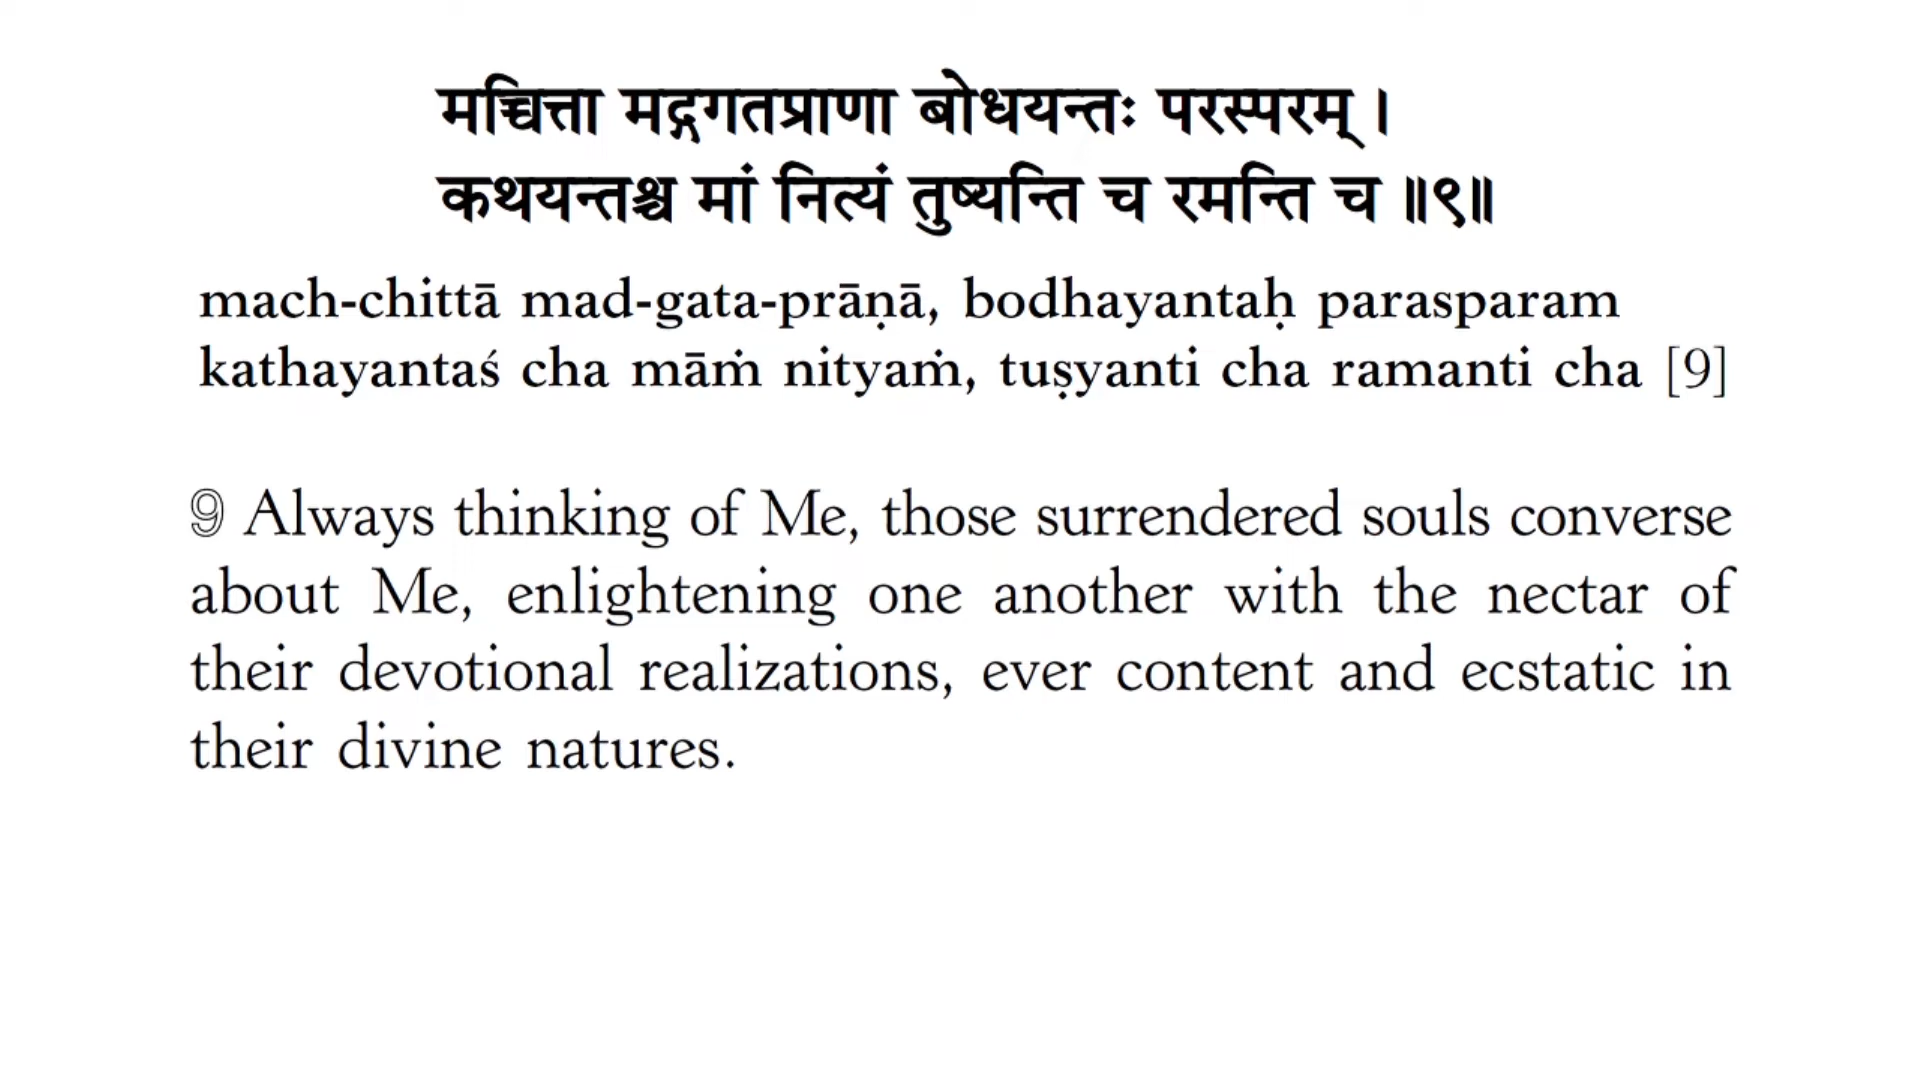 मच्चित्ता मद्गगतप्राणा बोधयन्तः परस्परम् ।
कथयन्तश्च मां नित्यं तुष्यन्ति च रमन्ति च ॥९॥
mach-chittā mad-gata-prāṇā, bodhayantaḥ parasparam
kathayantaś cha māṁ nityaṁ, tuṣyanti cha ramanti cha [9]
9 Always thinking of Me, those surrendered souls converse
about Me, enlightening one another with the nectar of
their devotional realizations, ever content and ecstatic in
their divine natures.